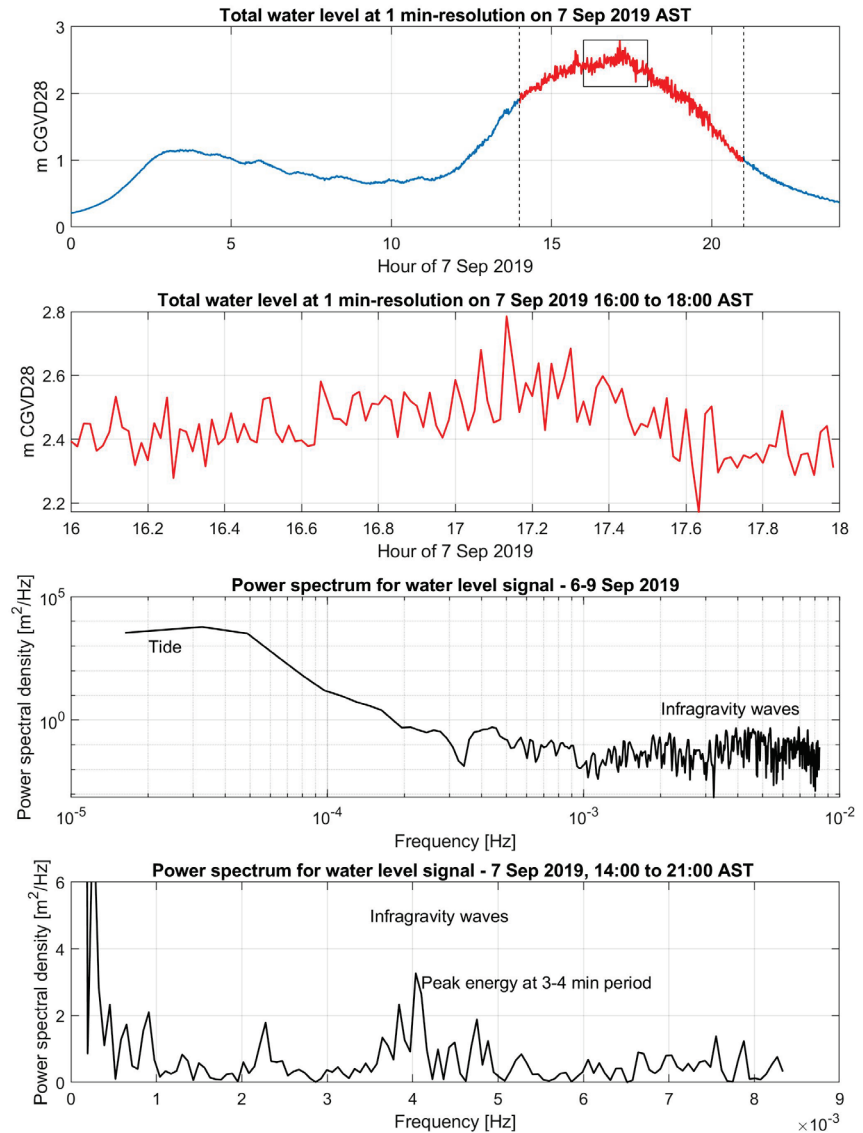 Total water level at 1 min-resolution on 7 Sep 2019 AST
m CGVD28
3
2
1
0
0 5 10 15 20
Hour of 7 Sep 2019
Total water level at 1 min-resolution on 7 Sep 2019 16:00 to 18:00 AST
m CGVD28
2.8
2.6
2.4
2.2
16 16.2 16.4 16.6 16.8 17 17.2 17.4 17.6 17.8 18
Hour of 7 Sep 2019
Power spectrum for water level signal - 6-9 Sep 2019
Power spectral density [m²/Hz]
10⁵
Tide
10⁰
Infragravity waves
10⁻⁵ 10⁻⁴ 10⁻³ 10⁻²
Frequency [Hz]
Power spectrum for water level signal - 7 Sep 2019, 14:00 to 21:00 AST
Power spectral density [m²/Hz]
6
Infragravity waves
4
Peak energy at 3-4 min period
2
0
0 1 2 3 4 5 6 7 8 9
Frequency [Hz]
×10⁻³